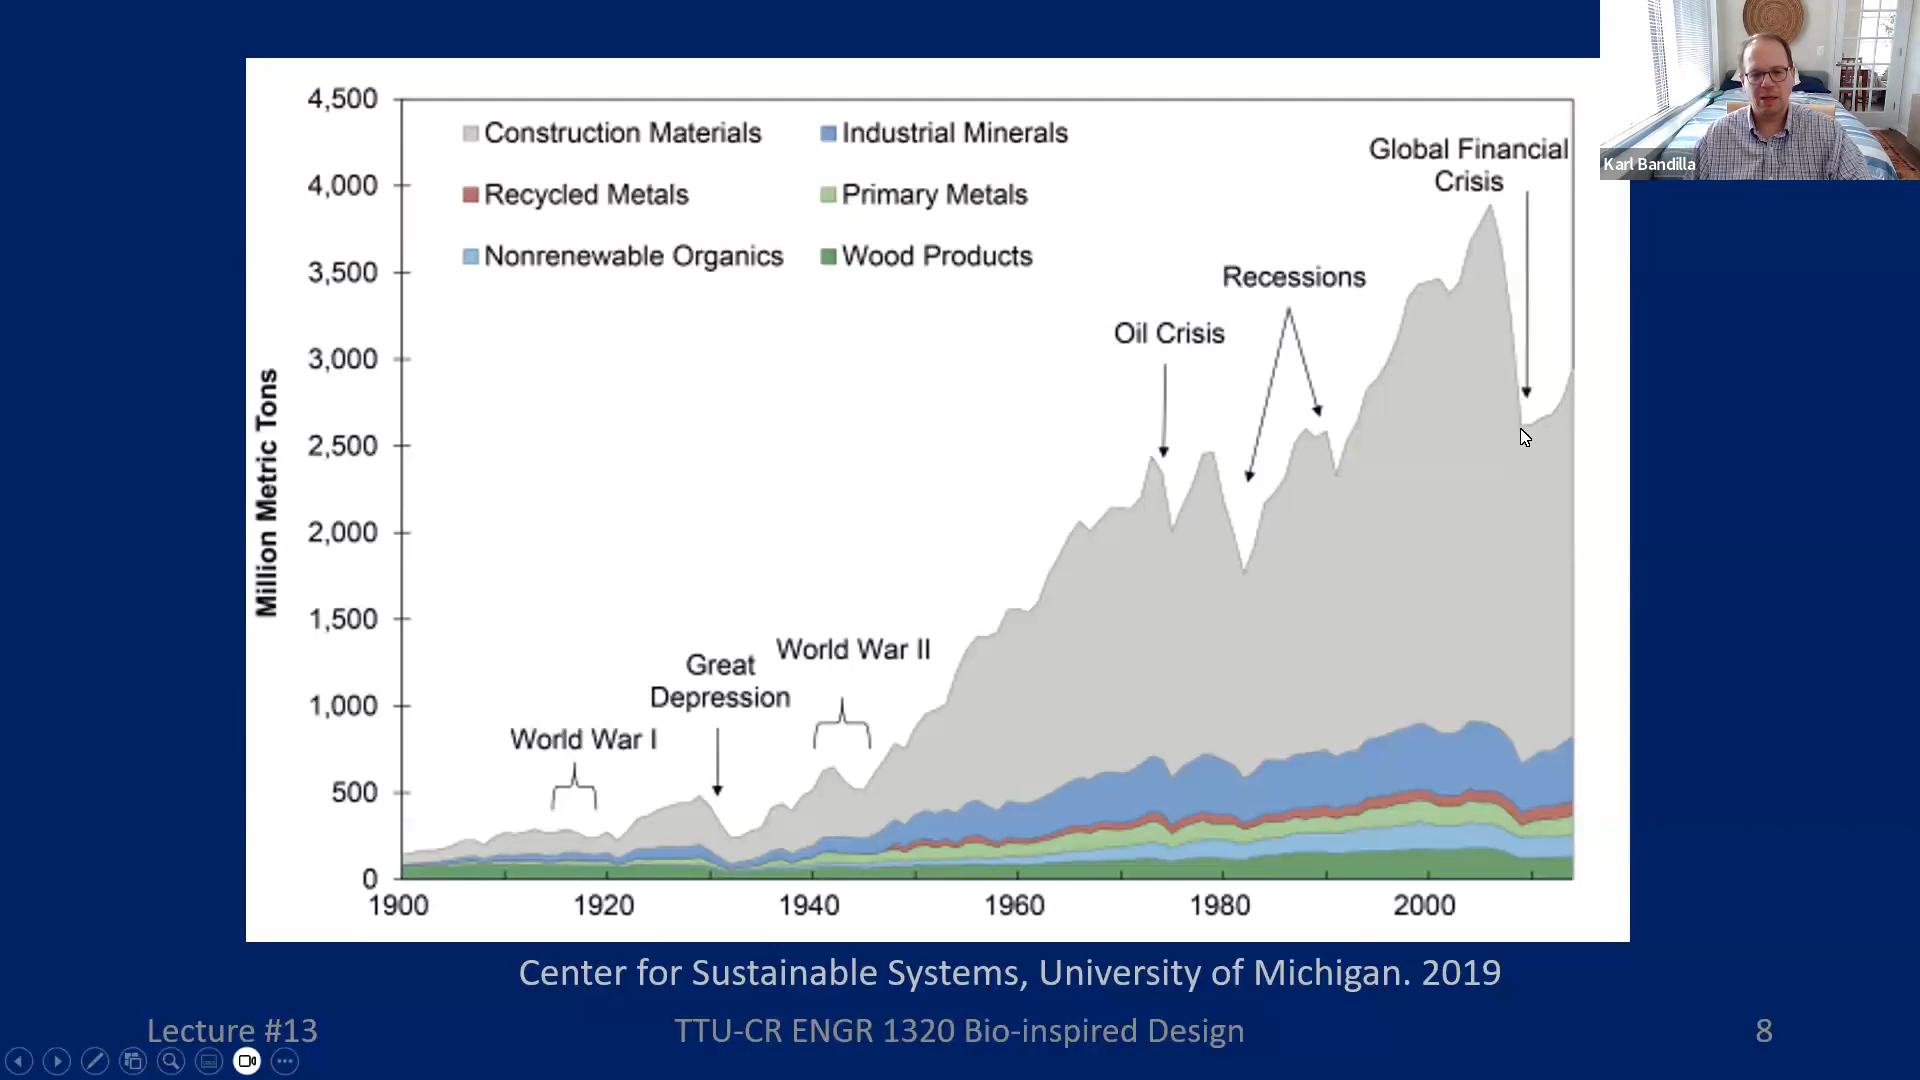 Karl Bandilla
4,500
4,000
3,500
3,000
2,500
2,000
1,500
1,000
500
0
Million Metric Tons
Construction Materials
Industrial Minerals
Recycled Metals
Primary Metals
Nonrenewable Organics
Wood Products
Global Financial
Crisis
Recessions
Oil Crisis
World War II
Great
Depression
World War I
1900
1920
1940
1960
1980
2000
Center for Sustainable Systems, University of Michigan. 2019
Lecture #13
TTU-CR ENGR 1320 Bio-inspired Design
8